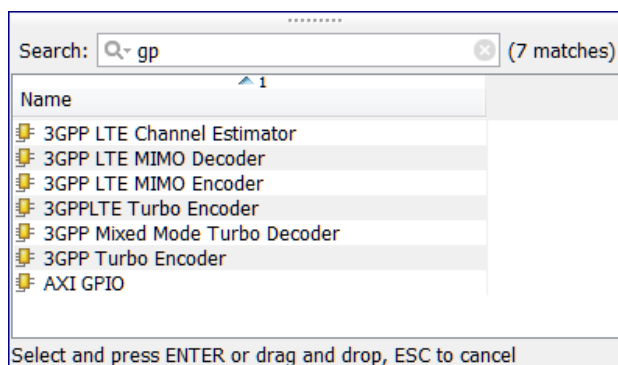 Search: gp (7 matches)
1
Name
3GPP LTE Channel Estimator
3GPP LTE MIMO Decoder
3GPP LTE MIMO Encoder
3GPPLTE Turbo Encoder
3GPP Mixed Mode Turbo Decoder
3GPP Turbo Encoder
AXI GPIO
Select and press ENTER or drag and drop, ESC to cancel